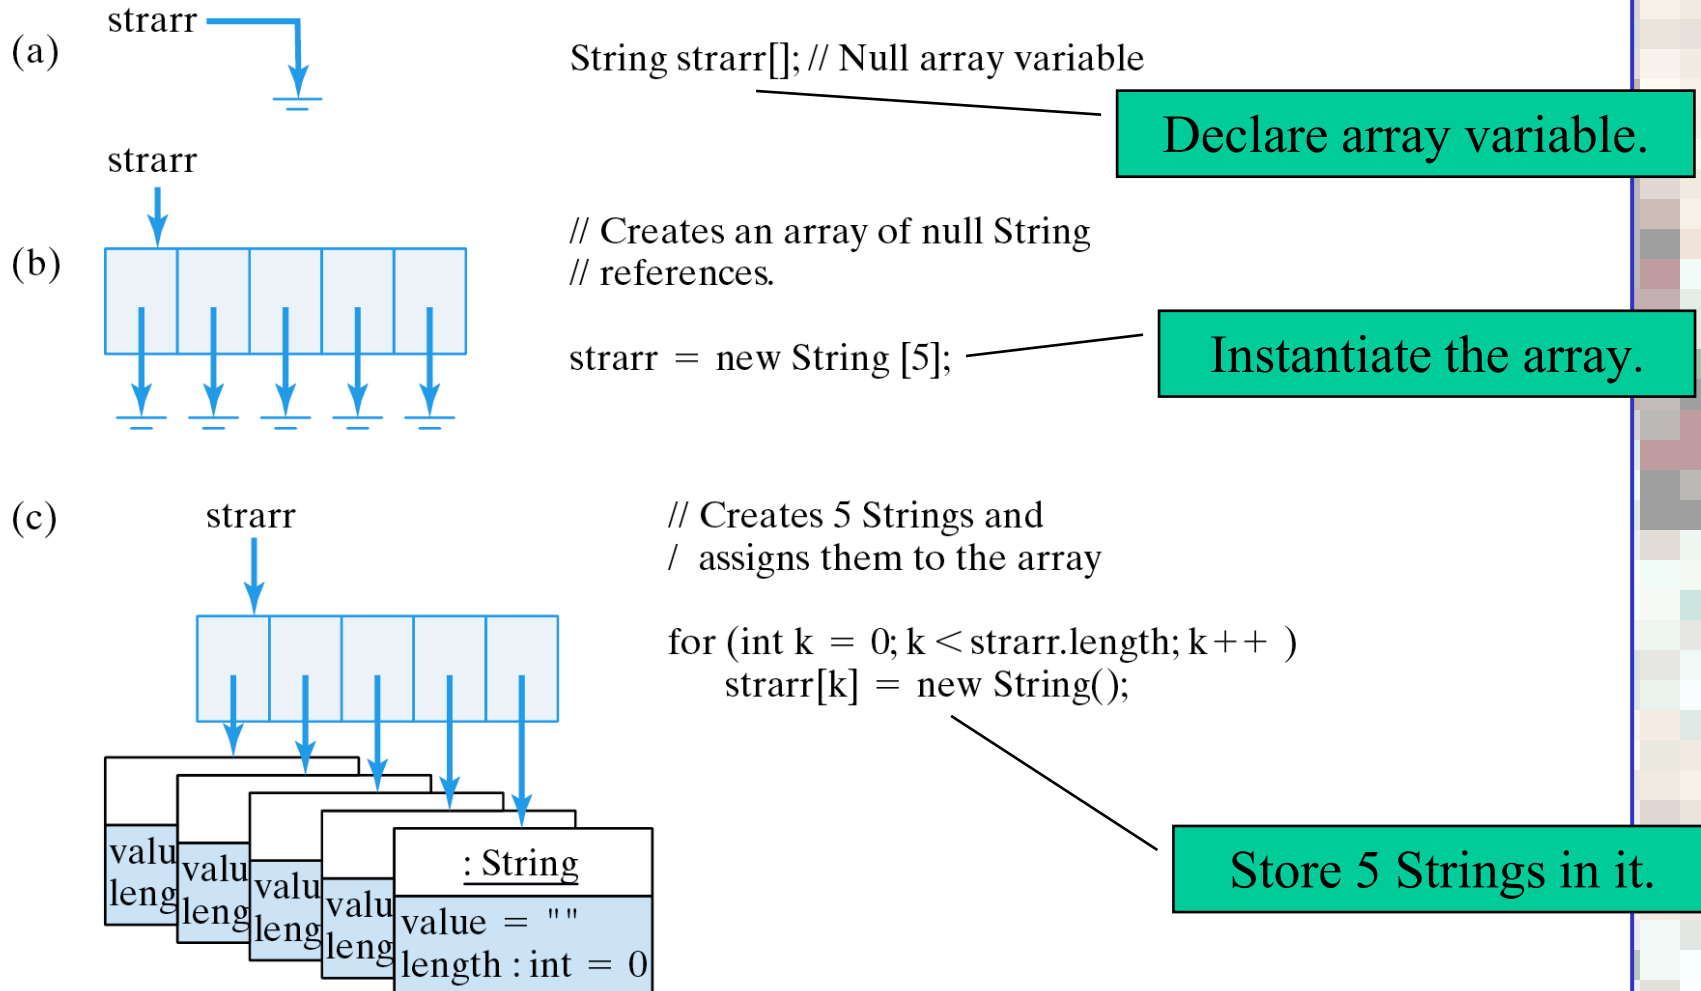 (a)
strarr
String strarr[]; // Null array variable
Declare array variable.
strarr
(b)
// Creates an array of null String
// references.
strarr = new String [5];
Instantiate the array.
(c)
strarr
// Creates 5 Strings and
/ assigns them to the array
for (int k = 0; k < strarr.length; k++ )
strarr[k] = new String();
Store 5 Strings in it.
valu
leng
valu
leng
valu
leng
valu
leng
: String
value = ""
length : int = 0